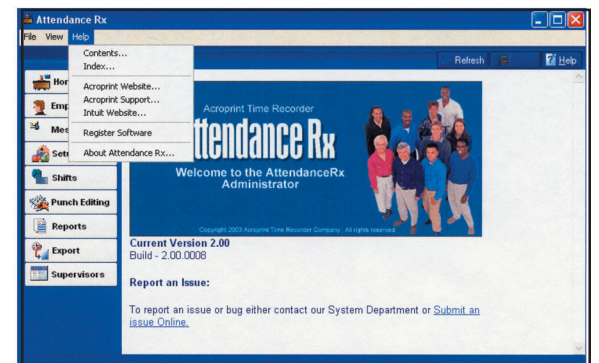 Attendance Rx
File View Help
Contents...
Index...
Acroprint Website...
Acroprint Support...
Intuit Website...
Register Software
About Attendance Rx...
Refresh
Help
Shifts
Punch Editing
Reports
Export
Supervisors
Acroprint Time Recorder
ttendance Rx
Welcome to the AttendanceRx
Administrator
Copyright 2003 Acroprint Time Recorder Company All rights reserved
Current Version 2.00
Build - 2.00.0008
Report an Issue:
To report an issue or bug either contact our System Department or Submit an
issue Online.